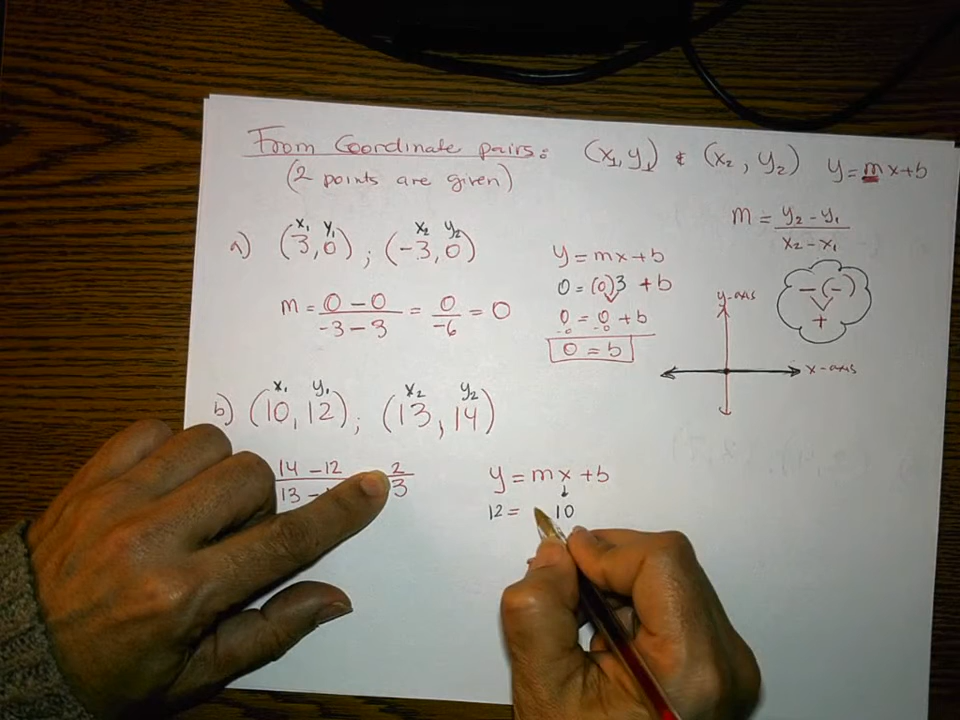 From Coordinate pairs: (x₁, y₁) & (x₂, y₂) y = mx+b
(2 points are given)
m = y₂ - y₁ / x₂ - x₁
x₁ y₁ x₂ y₂
a) (3, 0) ; (-3, 0)
y = mx + b
0 = (0)3 + b
0 = 0 + b
-0 -0
0 = b
m = 0 - 0 / -3 - 3 = 0 / -6 = 0
y-axis
x-axis
- (-)
+
x₁ y₁ x₂ y₂
b) (10, 12) ; (13, 14)
14 - 12 / 13 - 2 / 3
y = mx + b
12 = 10